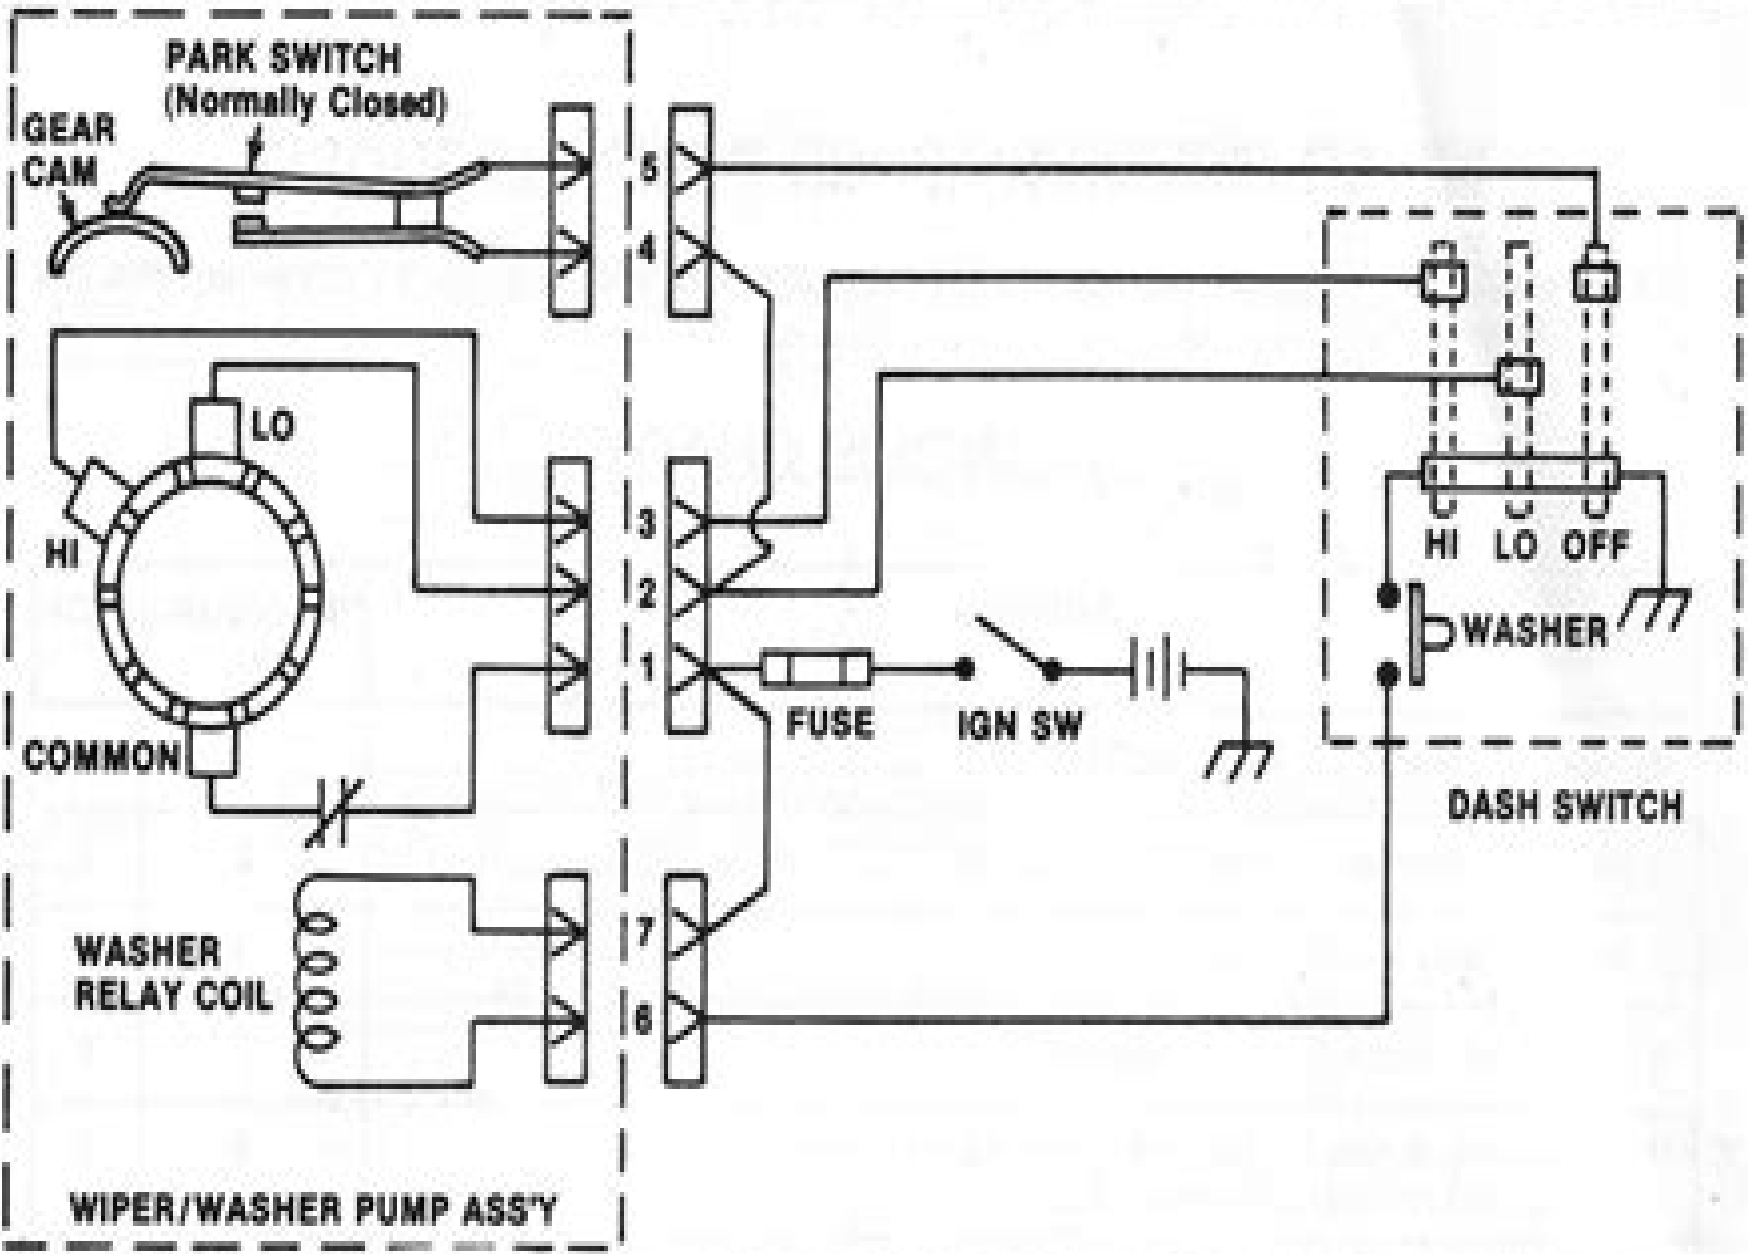 PARK SWITCH
(Normally Closed)
GEAR
CAM
5
4
LO
HI
3
2
1
COMMON
FUSE
IGN SW
HI LO OFF
WASHER
DASH SWITCH
WASHER
RELAY COIL
7
6
WIPER/WASHER PUMP ASS'Y